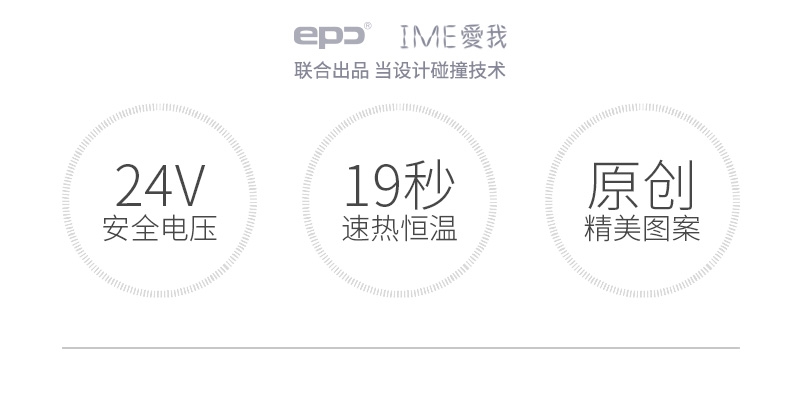 epc® IME愛我
联合出品 当设计碰撞技术
24V
安全电压
19秒
速热恒温
原创
精美图案